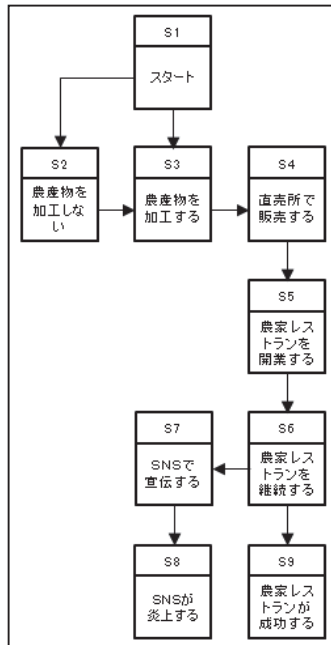 S1
スタート
S2
農産物を
加工しな
い
S3
農産物を
加工する
S4
直売所で
販売する
S5
農家レス
トランを
開業する
S6
農家レス
トランを
継続する
S7
SNSで
宣伝する
S8
SNSが
炎上する
S9
農家レス
トランが
成功する